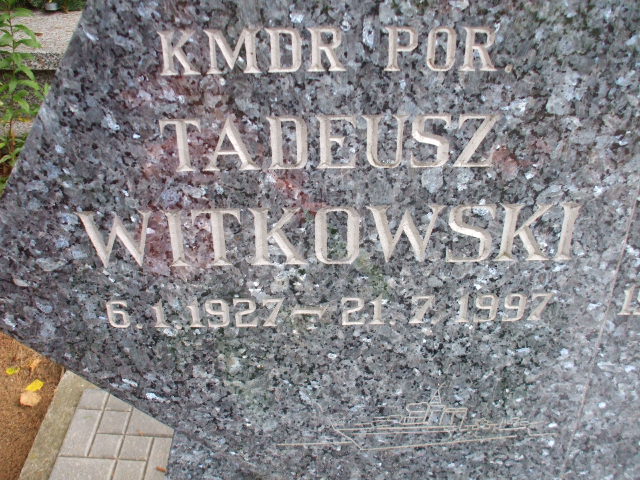 KMDR POR.
TADEUSZ
WITKOWSKI
6.1.1927–21.7.1997